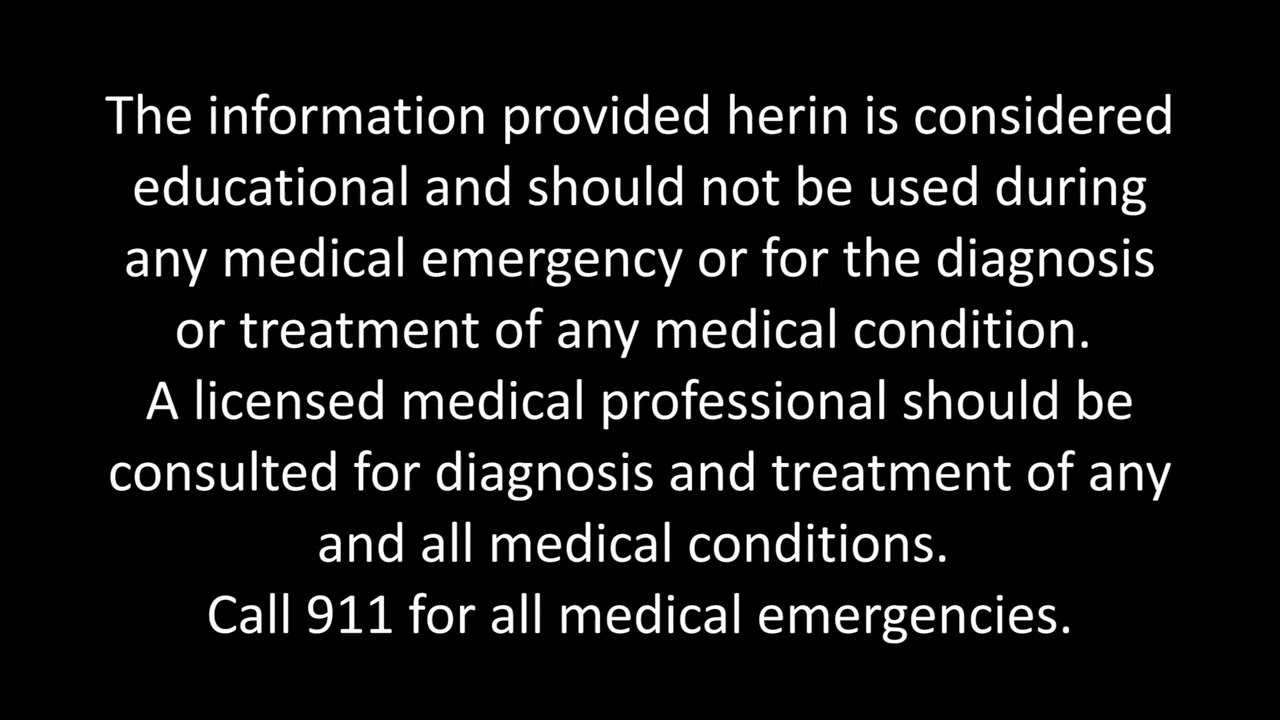 The information provided herin is considered
educational and should not be used during
any medical emergency or for the diagnosis
or treatment of any medical condition.
A licensed medical professional should be
consulted for diagnosis and treatment of any
and all medical conditions.
Call 911 for all medical emergencies.